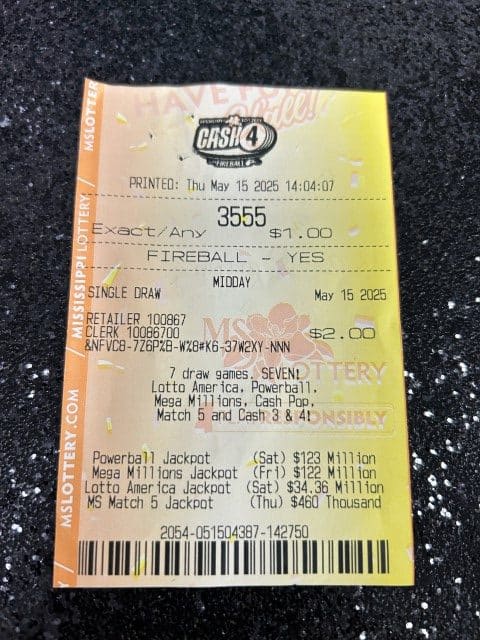 HAVE FUN
MISSISSIPPI LOTTERY
CASH 4
FIREBALL
PRINTED: Thu May 15 2025 14:04:07
3555
Exact/Any $1.00
FIREBALL - YES
MIDDAY
SINGLE DRAW May 15 2025
RETAILER 100867
CLERK 10086700 $2.00
&NFVC8-7Z6P%B-W%8#K6-37W2XY-NNN
MS
LOTTERY
RESPONSIBLY
7 draw games. SEVEN!
Lotto America, Powerball,
Mega Millions, Cash Pop,
Match 5 and Cash 3 & 4!
Powerball Jackpot (Sat) $123 Million
Mega Millions Jackpot (Fri) $122 Million
Lotto America Jackpot (Sat) $34.36 Million
MS Match 5 Jackpot (Thu) $460 Thousand
2054-051504387-142750
MSLOTTERY.COM / MISSISSIPPI LOTTERY / MSLOTTER